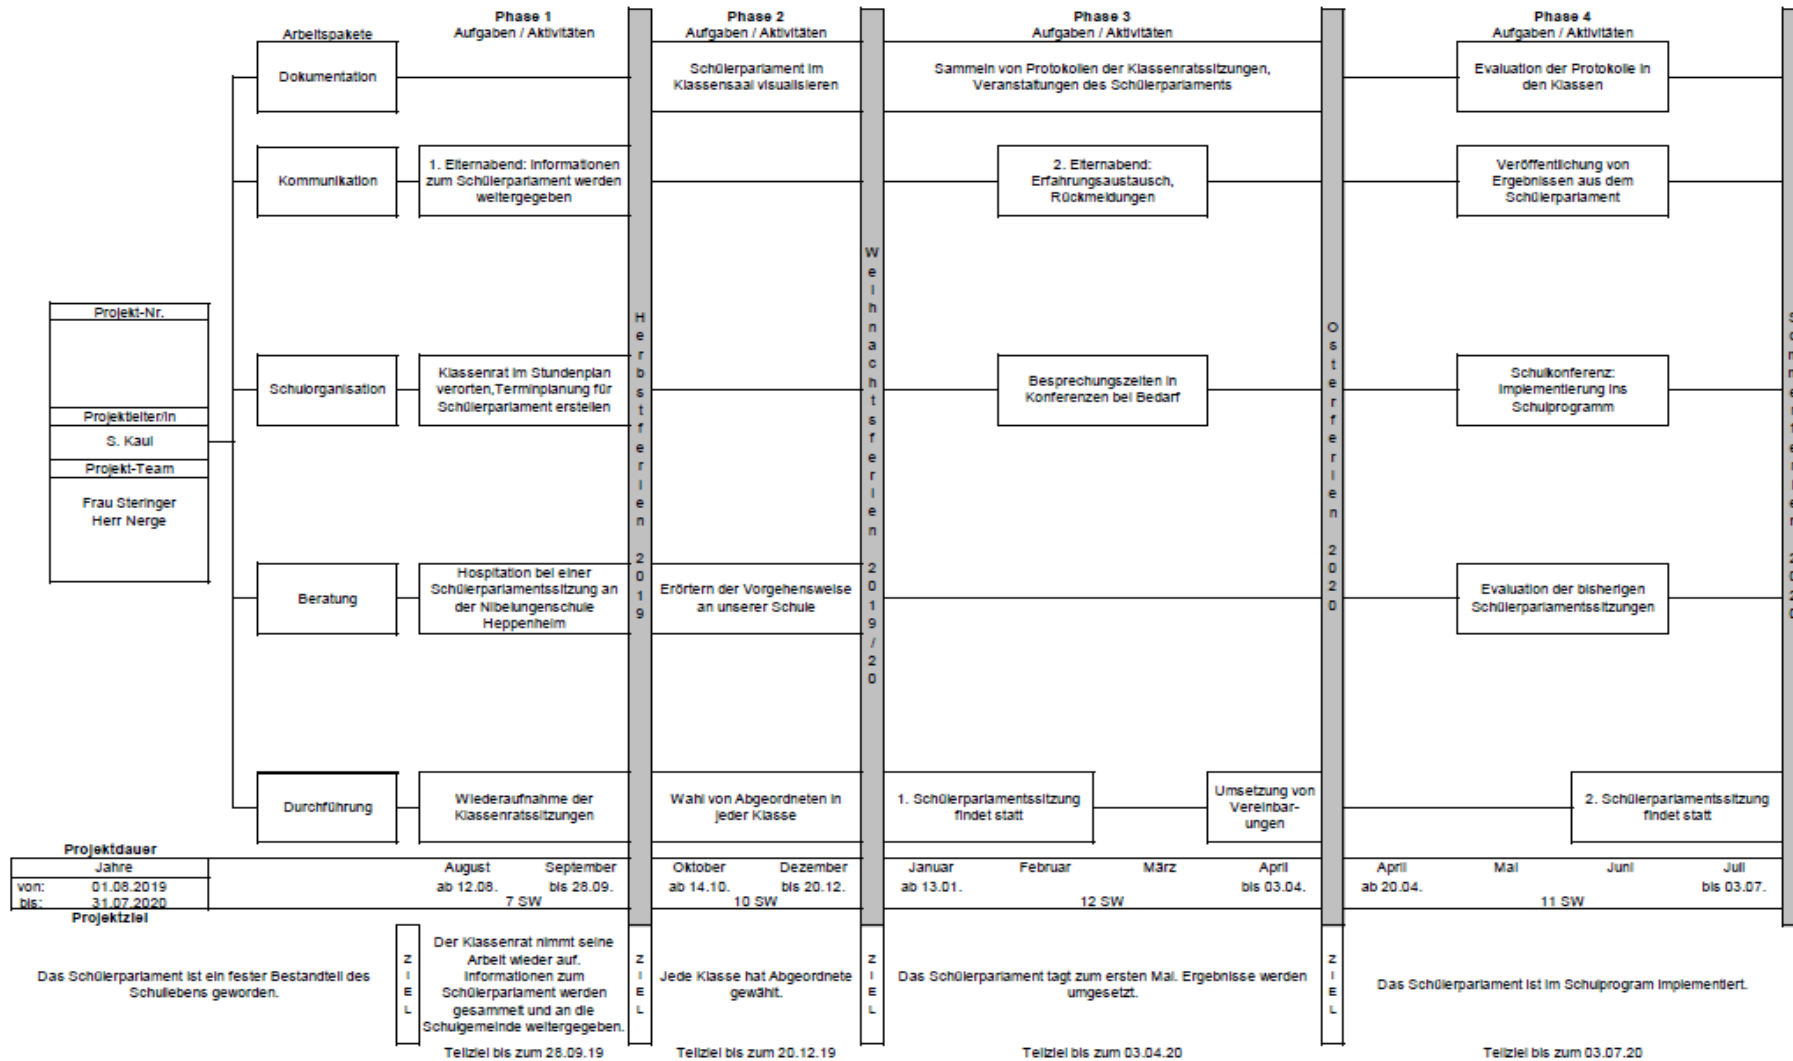 Phase 1
Aufgaben / Aktivitäten
Phase 2
Aufgaben / Aktivitäten
Phase 3
Aufgaben / Aktivitäten
Phase 4
Aufgaben / Aktivitäten
Arbeitspakete
Dokumentation
Schülerparlament im
Klassensaal visualisieren
Sammeln von Protokollen der Klassenratssitzungen,
Veranstatungen des Schülerparlaments
Evaluation der Protokolle in
den Klassen
Kommunikation
1. Elternabend: Informationen
zum Schülerparlament werden
weitergegeben
2. Elternabend:
Erfahrungsaustausch,
Rückmeldungen
Veröffentlichung von
Ergebnissen aus dem
Schülerparlament
Projekt-Nr.
Projektleiter/in
S. Kaul
Projekt-Team
Frau Steringer
Herr Nerge
Schulorganisation
Klassenrat im Stundenplan
verorten,Terminplanung für
Schülerparlament erstellen
Besprechungszeiten in
Konferenzen bei Bedarf
Schulkonferenz:
Implementierung ins
Schulprogramm
Herbstferien 2019
Weihnachtsferien 2019/20
Osterferien 2020
Sommerferien 2020
Beratung
Hospitation bei einer
Schülerparlamentssitzung an
der Nibelungenschule
Heppenheim
Erörtern der Vorgehensweise
an unserer Schule
Evaluation der bisherigen
Schülerparlamentssitzungen
Durchführung
Wiederaufnahme der
Klassenratssitzungen
Wahl von Abgeordneten in
jeder Klasse
1. Schülerparlamentssitzung
findet statt
Umsetzung von
Vereinbar-
ungen
2. Schülerparlamentssitzung
findet statt
Projektdauer
Jahre
von: 01.08.2019
bis: 31.07.2020
August September
ab 12.08. bis 28.09.
7 SW
Oktober Dezember
ab 14.10. bis 20.12.
10 SW
Januar Februar März April
ab 13.01. bis 03.04.
12 SW
April Mai Juni Juli
ab 20.04. bis 03.07.
11 SW
Projektziel
Das Schülerparlament ist ein fester Bestandteil des
Schullebens geworden.
ZIEL
Der Klassenrat nimmt seine
Arbeit wieder auf.
Informationen zum
Schülerparlament werden
gesammelt und an die
Schulgemeinde weitergegeben.
Teilziel bis zum 28.09.19
ZIEL
Jede Klasse hat Abgeordnete
gewählt.
Teilziel bis zum 20.12.19
ZIEL
Das Schülerparlament tagt zum ersten Mal. Ergebnisse werden
umgesetzt.
Teilziel bis zum 03.04.20
ZIEL
Das Schülerparlament ist im Schulprogram implementiert.
Teilziel bis zum 03.07.20